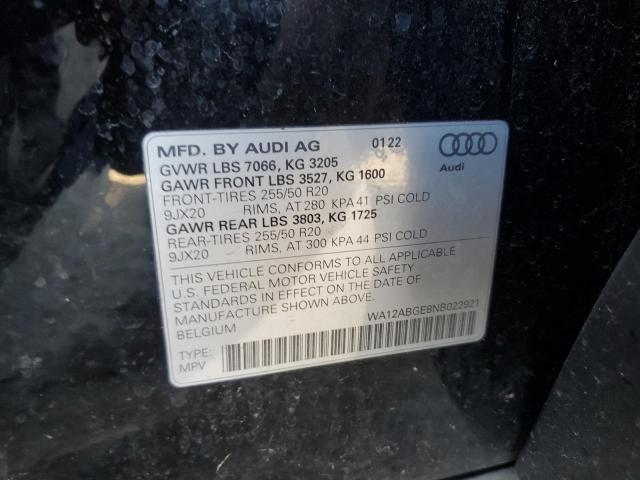 MFD. BY AUDI AG 01 22
GVWR LBS 7066, KG 3205
GAWR FRONT LBS 3527, KG 1600
FRONT-TIRES 255/50 R20
9JX20 RIMS, AT 280 KPA 41 PSI COLD
GAWR REAR LBS 3803, KG 1725
REAR-TIRES 255/50 R20
9JX20 RIMS, AT 300 KPA 44 PSI COLD
Audi
THIS VEHICLE CONFORMS TO ALL APPLICABLE
U.S. FEDERAL MOTOR VEHICLE SAFETY
STANDARDS IN EFFECT ON THE DATE OF
MANUFACTURE SHOWN ABOVE.
BELGIUM
WA12ABGE8NB022921
TYPE:
MPV